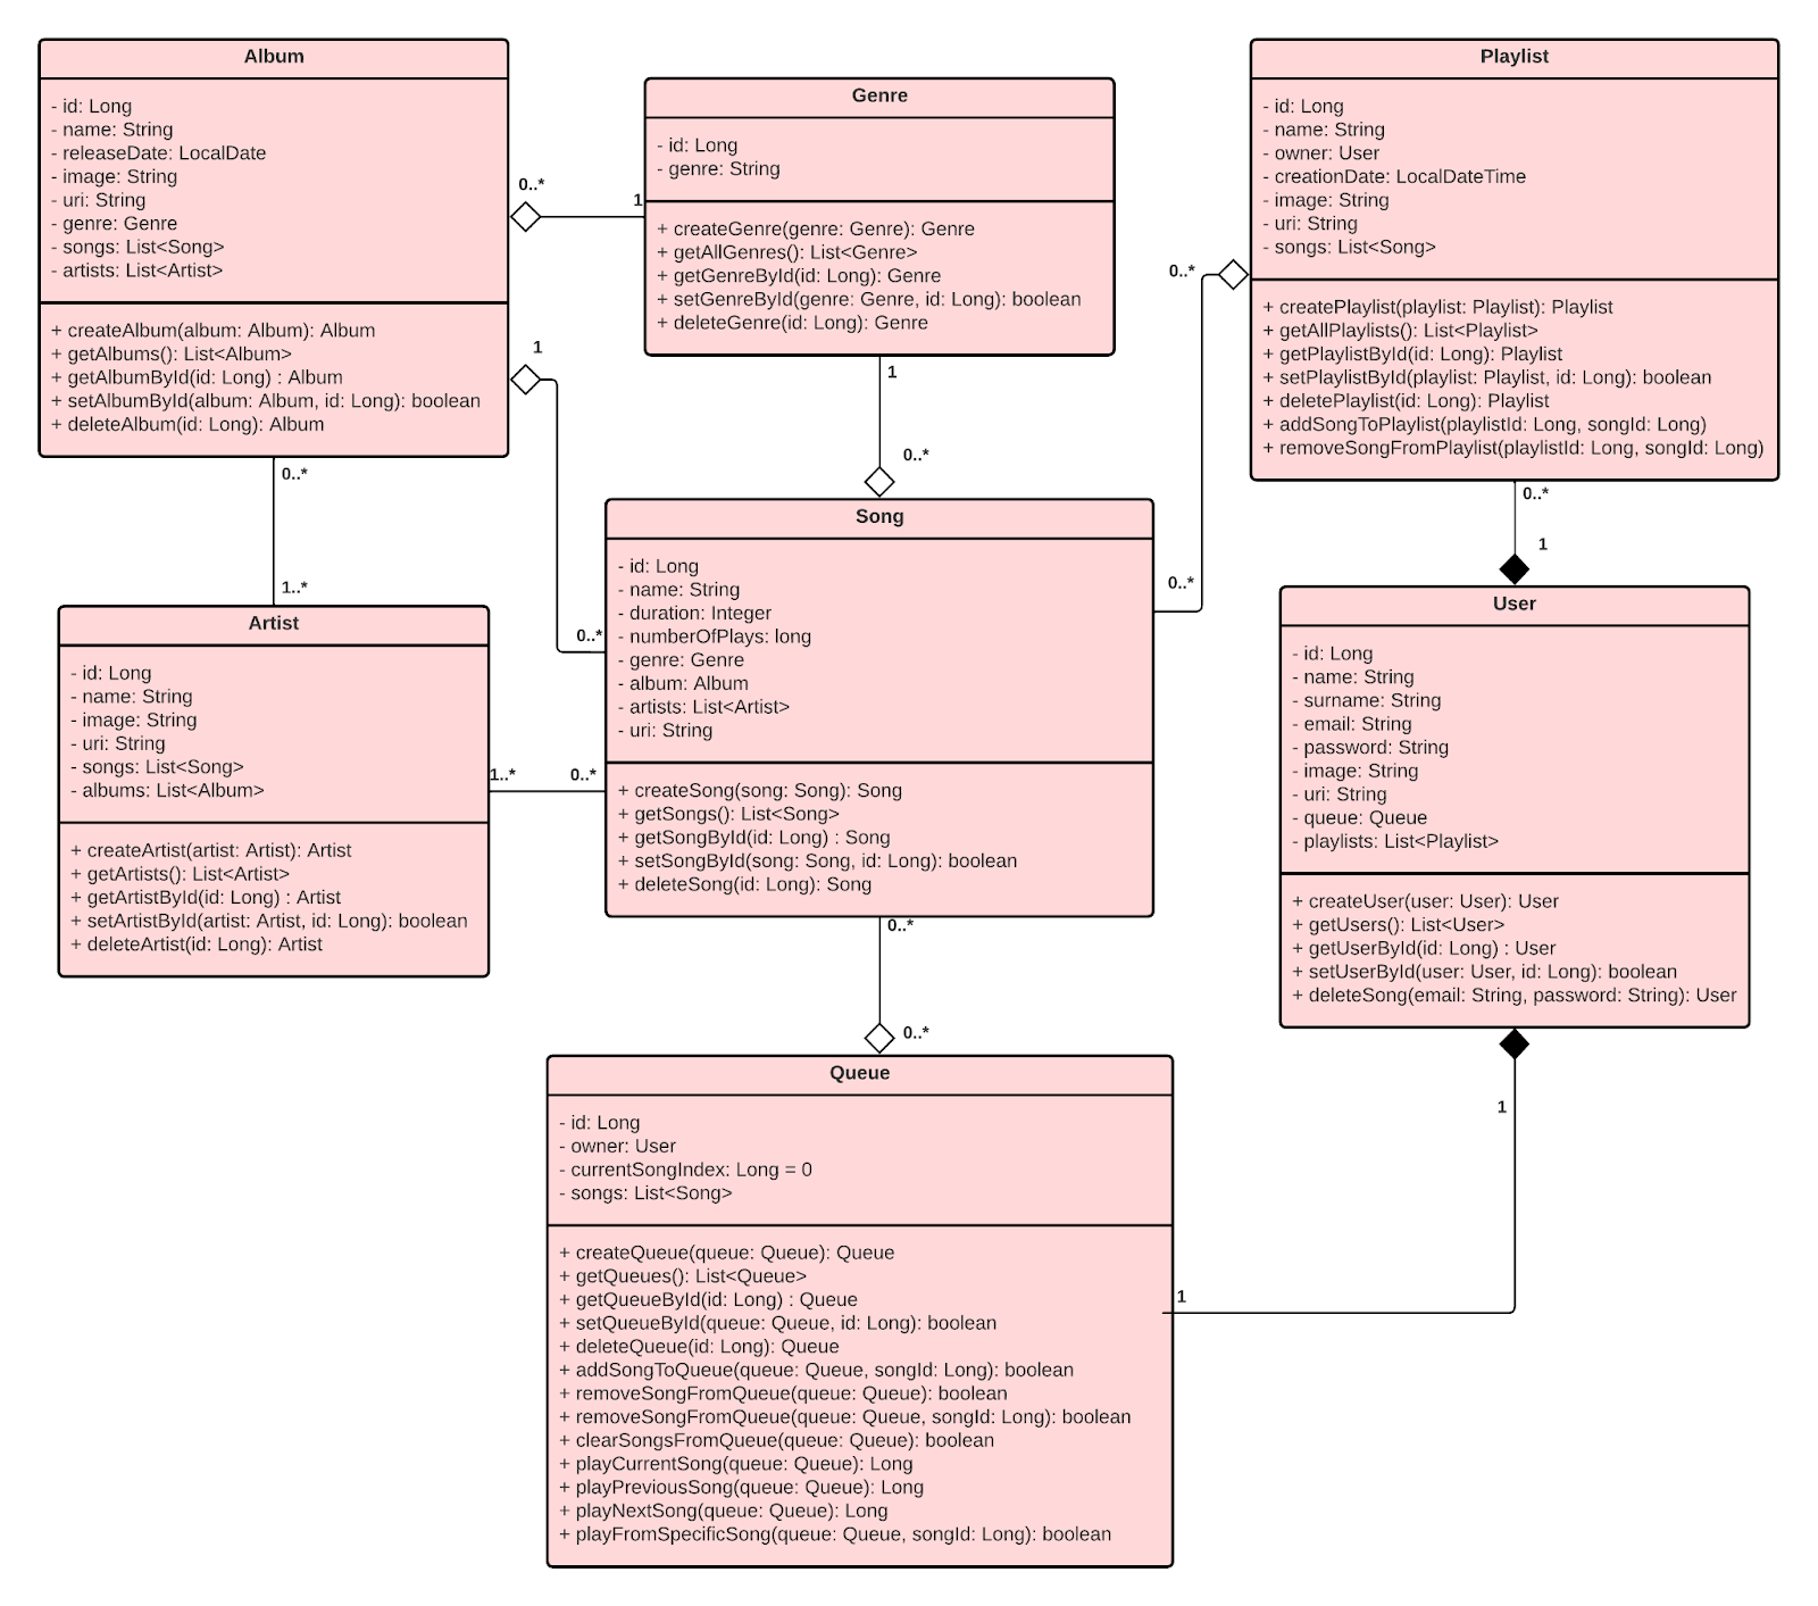 Album
- id: Long
- name: String
- releaseDate: LocalDate
- image: String
- uri: String
- genre: Genre
- songs: List<Song>
- artists: List<Artist>
+ createAlbum(album: Album): Album
+ getAlbums(): List<Album>
+ getAlbumById(id: Long) : Album
+ setAlbumById(album: Album, id: Long): boolean
+ deleteAlbum(id: Long): Album
0..*
1
1
0..*
Genre
- id: Long
- genre: String
+ createGenre(genre: Genre): Genre
+ getAllGenres(): List<Genre>
+ getGenreById(id: Long): Genre
+ setGenreById(genre: Genre, id: Long): boolean
+ deleteGenre(id: Long): Genre
1
0..*
Playlist
- id: Long
- name: String
- owner: User
- creationDate: LocalDateTime
- image: String
- uri: String
- songs: List<Song>
+ createPlaylist(playlist: Playlist): Playlist
+ getAllPlaylists(): List<Playlist>
+ getPlaylistById(id: Long): Playlist
+ setPlaylistById(playlist: Playlist, id: Long): boolean
+ deletePlaylist(id: Long): Playlist
+ addSongToPlaylist(playlistId: Long, songId: Long)
+ removeSongFromPlaylist(playlistId: Long, songId: Long)
0..*
0..*
0..*
1
1..*
Artist
- id: Long
- name: String
- image: String
- uri: String
- songs: List<Song>
- albums: List<Album>
+ createArtist(artist: Artist): Artist
+ getArtists(): List<Artist>
+ getArtistById(id: Long) : Artist
+ setArtistById(artist: Artist, id: Long): boolean
+ deleteArtist(id: Long): Artist
1..*
0..*
0..*
Song
- id: Long
- name: String
- duration: Integer
- numberOfPlays: long
- genre: Genre
- album: Album
- artists: List<Artist>
- uri: String
+ createSong(song: Song): Song
+ getSongs(): List<Song>
+ getSongById(id: Long) : Song
+ setSongById(song: Song, id: Long): boolean
+ deleteSong(id: Long): Song
0..*
0..*
User
- id: Long
- name: String
- surname: String
- email: String
- password: String
- image: String
- uri: String
- queue: Queue
- playlists: List<Playlist>
+ createUser(user: User): User
+ getUsers(): List<User>
+ getUserById(id: Long) : User
+ setUserById(user: User, id: Long): boolean
+ deleteSong(email: String, password: String): User
1
1
Queue
- id: Long
- owner: User
- currentSongIndex: Long = 0
- songs: List<Song>
+ createQueue(queue: Queue): Queue
+ getQueues(): List<Queue>
+ getQueueById(id: Long) : Queue
+ setQueueById(queue: Queue, id: Long): boolean
+ deleteQueue(id: Long): Queue
+ addSongToQueue(queue: Queue, songId: Long): boolean
+ removeSongFromQueue(queue: Queue): boolean
+ removeSongFromQueue(queue: Queue, songId: Long): boolean
+ clearSongsFromQueue(queue: Queue): boolean
+ playCurrentSong(queue: Queue): Long
+ playPreviousSong(queue: Queue): Long
+ playNextSong(queue: Queue): Long
+ playFromSpecificSong(queue: Queue, songId: Long): boolean